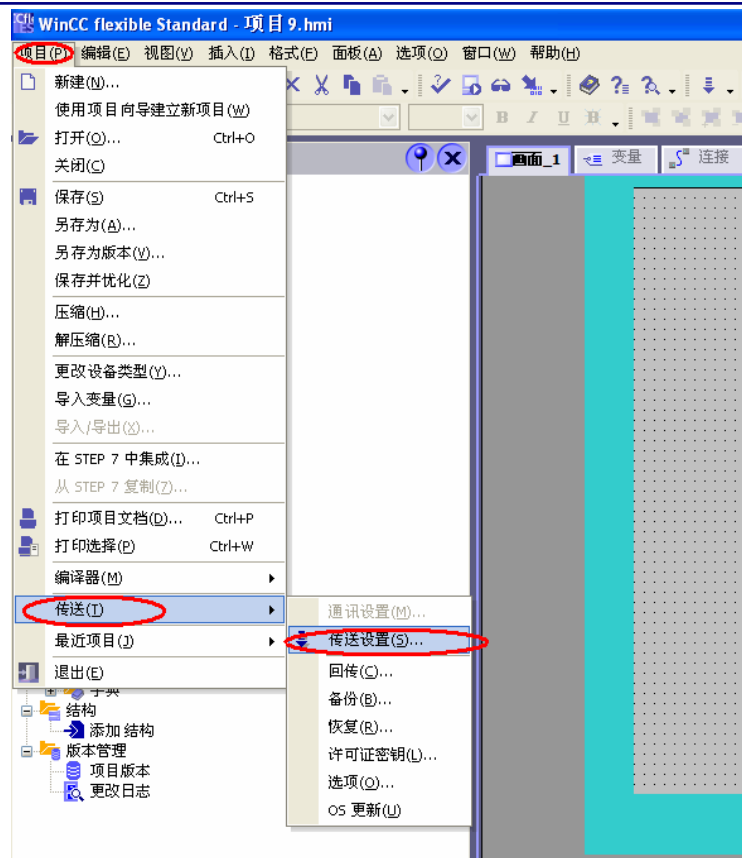 WinCC flexible Standard - 项目9.hmi
项目(P) 编辑(E) 视图(V) 插入(I) 格式(F) 面板(A) 选项(O) 窗口(W) 帮助(H)
新建(N)...
使用项目向导建立新项目(W)
打开(O)... Ctrl+O
关闭(C)
画面_1 变量 连接
保存(S) Ctrl+S
另存为(A)...
另存为版本(V)...
保存并优化(Z)
压缩(H)...
解压缩(R)...
更改设备类型(Y)...
导入变量(G)...
导入/导出(X)...
在 STEP 7 中集成(I)...
从 STEP 7 复制(7)...
打印项目文档(D)... Ctrl+P
打印选择(P) Ctrl+W
编译器(M)
传送(T)
最近项目(J)
退出(E)
通讯设置(M)...
传送设置(S)...
回传(C)...
备份(B)...
恢复(R)...
许可证密钥(L)...
选项(O)...
OS 更新(U)
字典
结构
添加 结构
版本管理
项目版本
更改日志